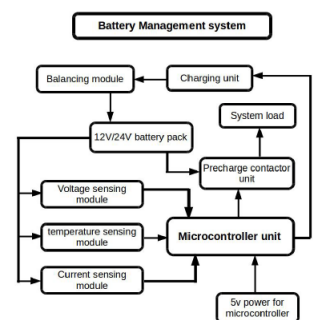 Battery Management system
Balancing module
Charging unit
System load
12V/24V battery pack
Precharge contactor
unit
Voltage sensing
module
temperature sensing
module
Microcontroller unit
Current sensing
module
5v power for
microcontroller